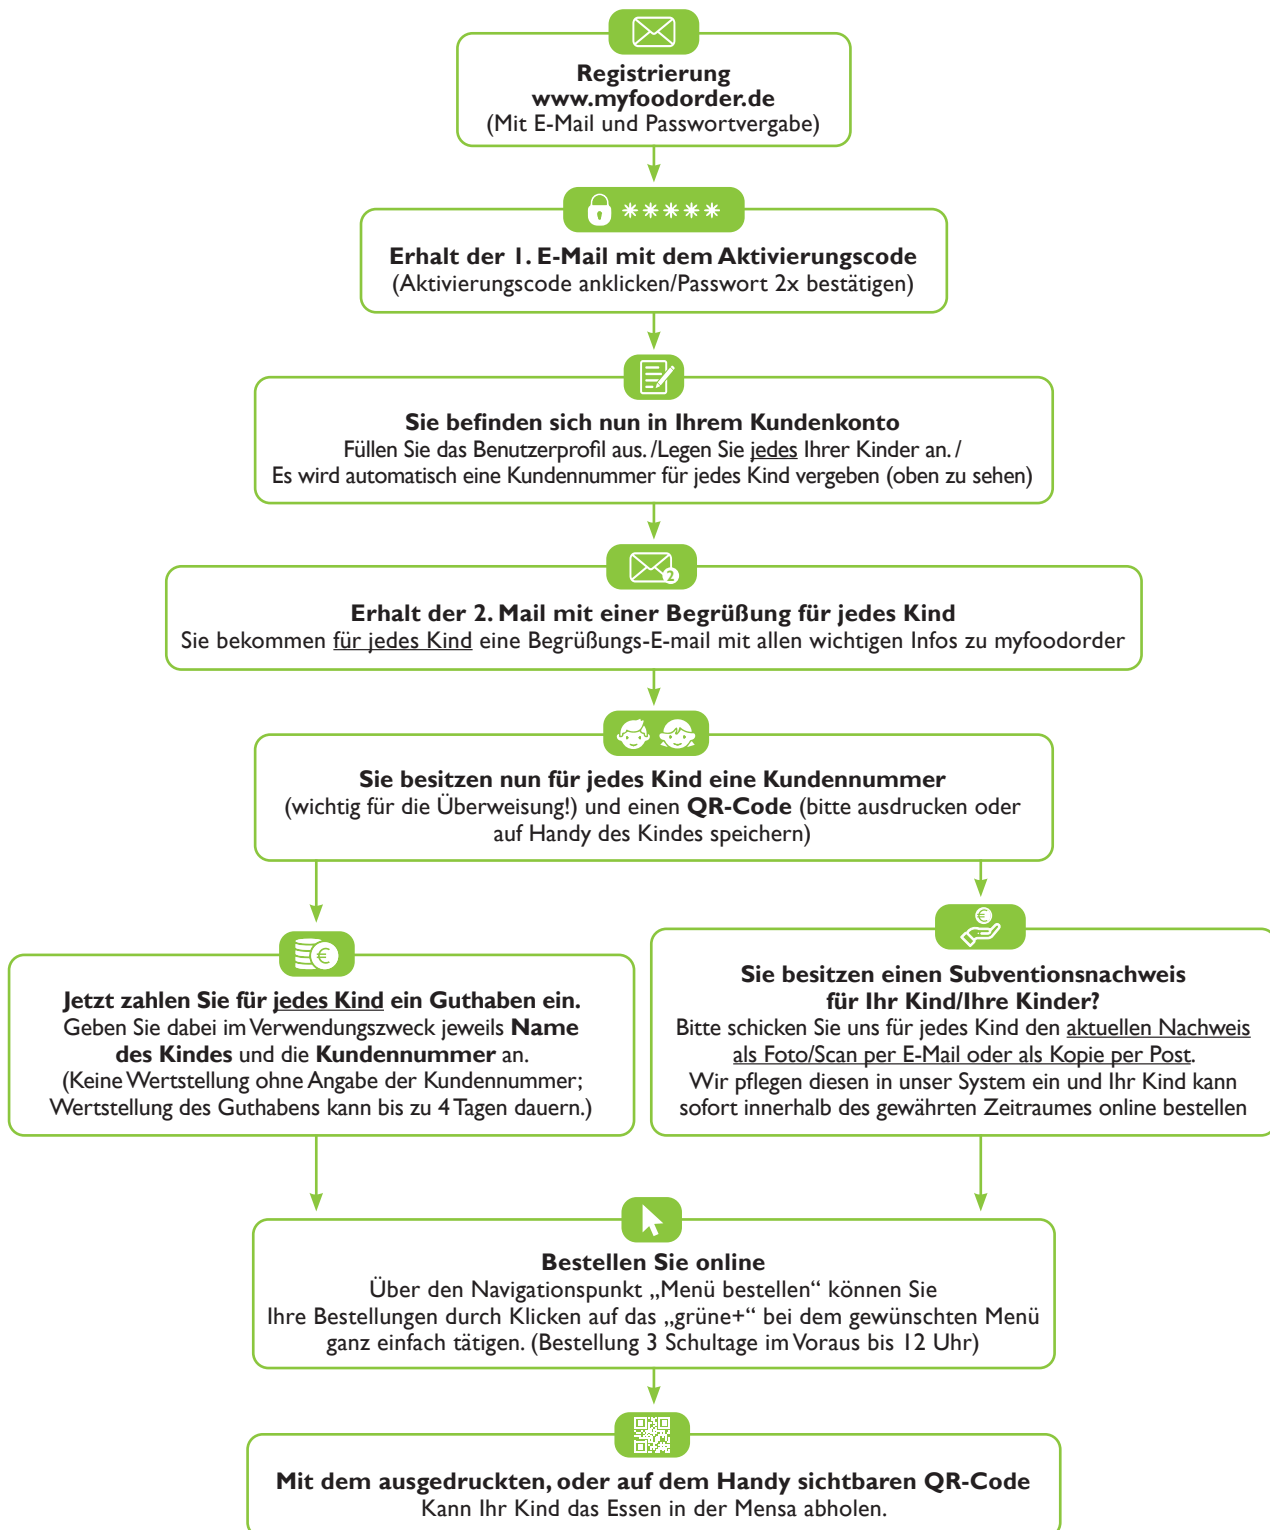 Registrierung
www.myfoodorder.de
(Mit E-Mail und Passwortvergabe)
*****
Erhalt der 1. E-Mail mit dem Aktivierungscode
(Aktivierungscode anklicken/Passwort 2x bestätigen)
Sie befinden sich nun in Ihrem Kundenkonto
Füllen Sie das Benutzerprofil aus. /Legen Sie jedes Ihrer Kinder an. /
Es wird automatisch eine Kundennummer für jedes Kind vergeben (oben zu sehen)
2
Erhalt der 2. Mail mit einer Begrüßung für jedes Kind
Sie bekommen für jedes Kind eine Begrüßungs-E-mail mit allen wichtigen Infos zu myfoodorder
Sie besitzen nun für jedes Kind eine Kundennummer
(wichtig für die Überweisung!) und einen QR-Code (bitte ausdrucken oder
auf Handy des Kindes speichern)
€
Jetzt zahlen Sie für jedes Kind ein Guthaben ein.
Geben Sie dabei im Verwendungszweck jeweils Name
des Kindes und die Kundennummer an.
(Keine Wertstellung ohne Angabe der Kundennummer;
Wertstellung des Guthabens kann bis zu 4 Tagen dauern.)
€
Sie besitzen einen Subventionsnachweis
für Ihr Kind/Ihre Kinder?
Bitte schicken Sie uns für jedes Kind den aktuellen Nachweis
als Foto/Scan per E-Mail oder als Kopie per Post.
Wir pflegen diesen in unser System ein und Ihr Kind kann
sofort innerhalb des gewährten Zeitraumes online bestellen
Bestellen Sie online
Über den Navigationspunkt „Menü bestellen“ können Sie
Ihre Bestellungen durch Klicken auf das „grüne+“ bei dem gewünschten Menü
ganz einfach tätigen. (Bestellung 3 Schultage im Voraus bis 12 Uhr)
Mit dem ausgedruckten, oder auf dem Handy sichtbaren QR-Code
Kann Ihr Kind das Essen in der Mensa abholen.